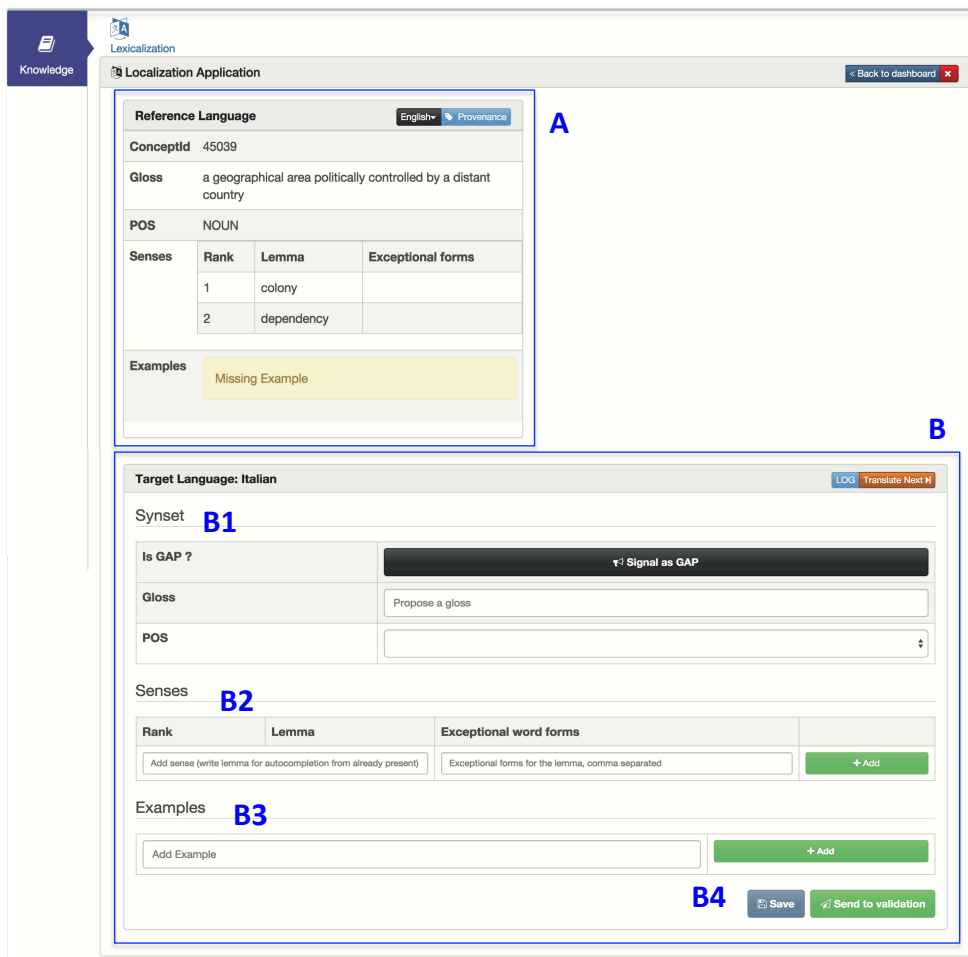 Lexicalization
Knowledge
Localization Application
« Back to dashboard
A
Reference Language
English
Provenance
ConceptId 45039
Gloss a geographical area politically controlled by a distant
country
POS NOUN
Senses Rank Lemma Exceptional forms
1 colony
2 dependency
Examples
Missing Example
B
Target Language: Italian
LOG Translate Next
Synset B1
Is GAP ? Signal as GAP
Gloss Propose a gloss
POS
Senses B2
Rank Lemma Exceptional word forms
Add sense (write lemma for autocompletion from already present) Exceptional forms for the lemma, comma separated + Add
Examples B3
Add Example + Add
B4 Save Send to validation